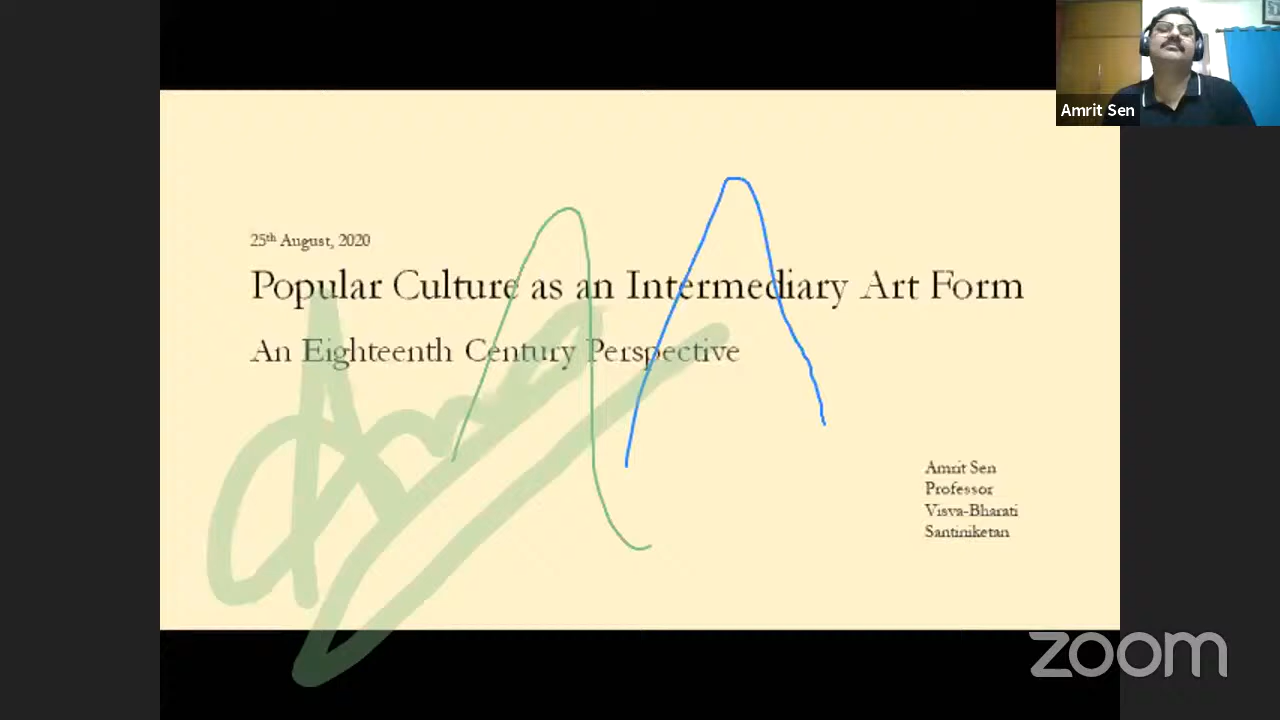 Amrit Sen
25th August, 2020
Popular Culture as an Intermediary Art Form
An Eighteenth Century Perspective
Amrit Sen
Professor
Visva-Bharati
Santiniketan
zoom